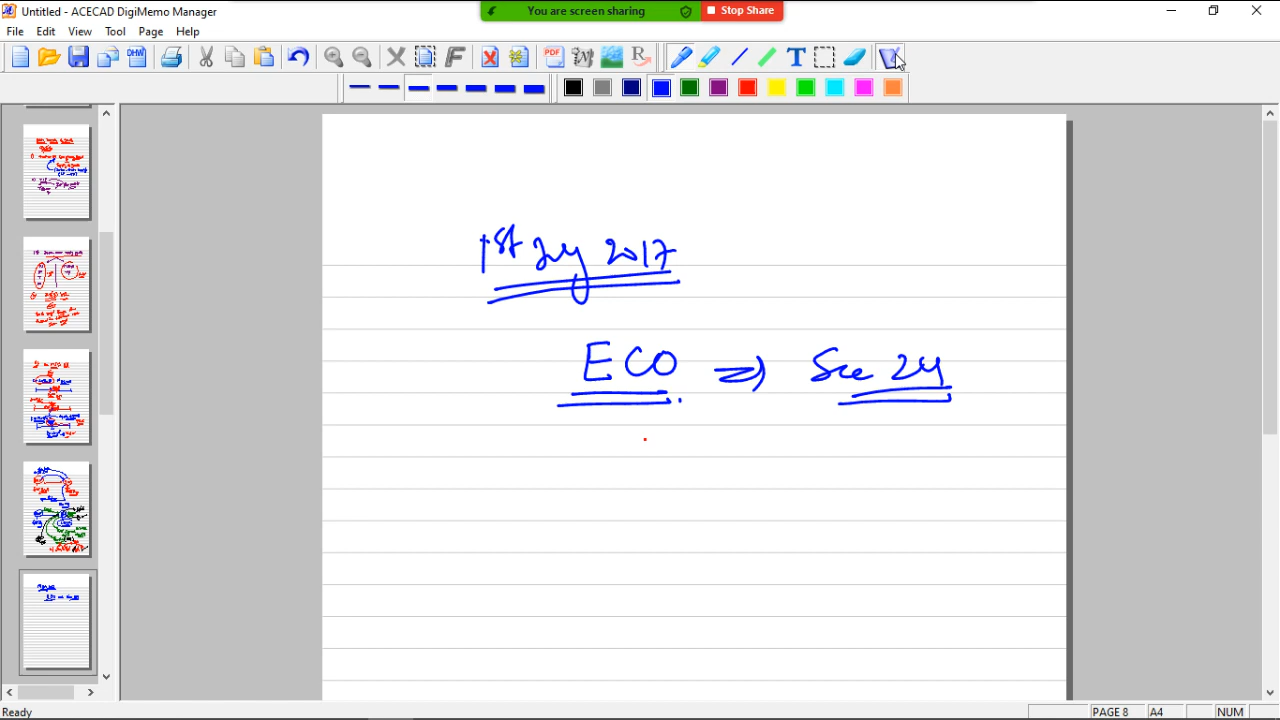 Untitled - ACECAD DigiMemo Manager
You are screen sharing
Stop Share
File Edit View Tool Page Help
1st July 2017
ECO ⇒ Sec 24
Ready
PAGE 8 A4 NUM